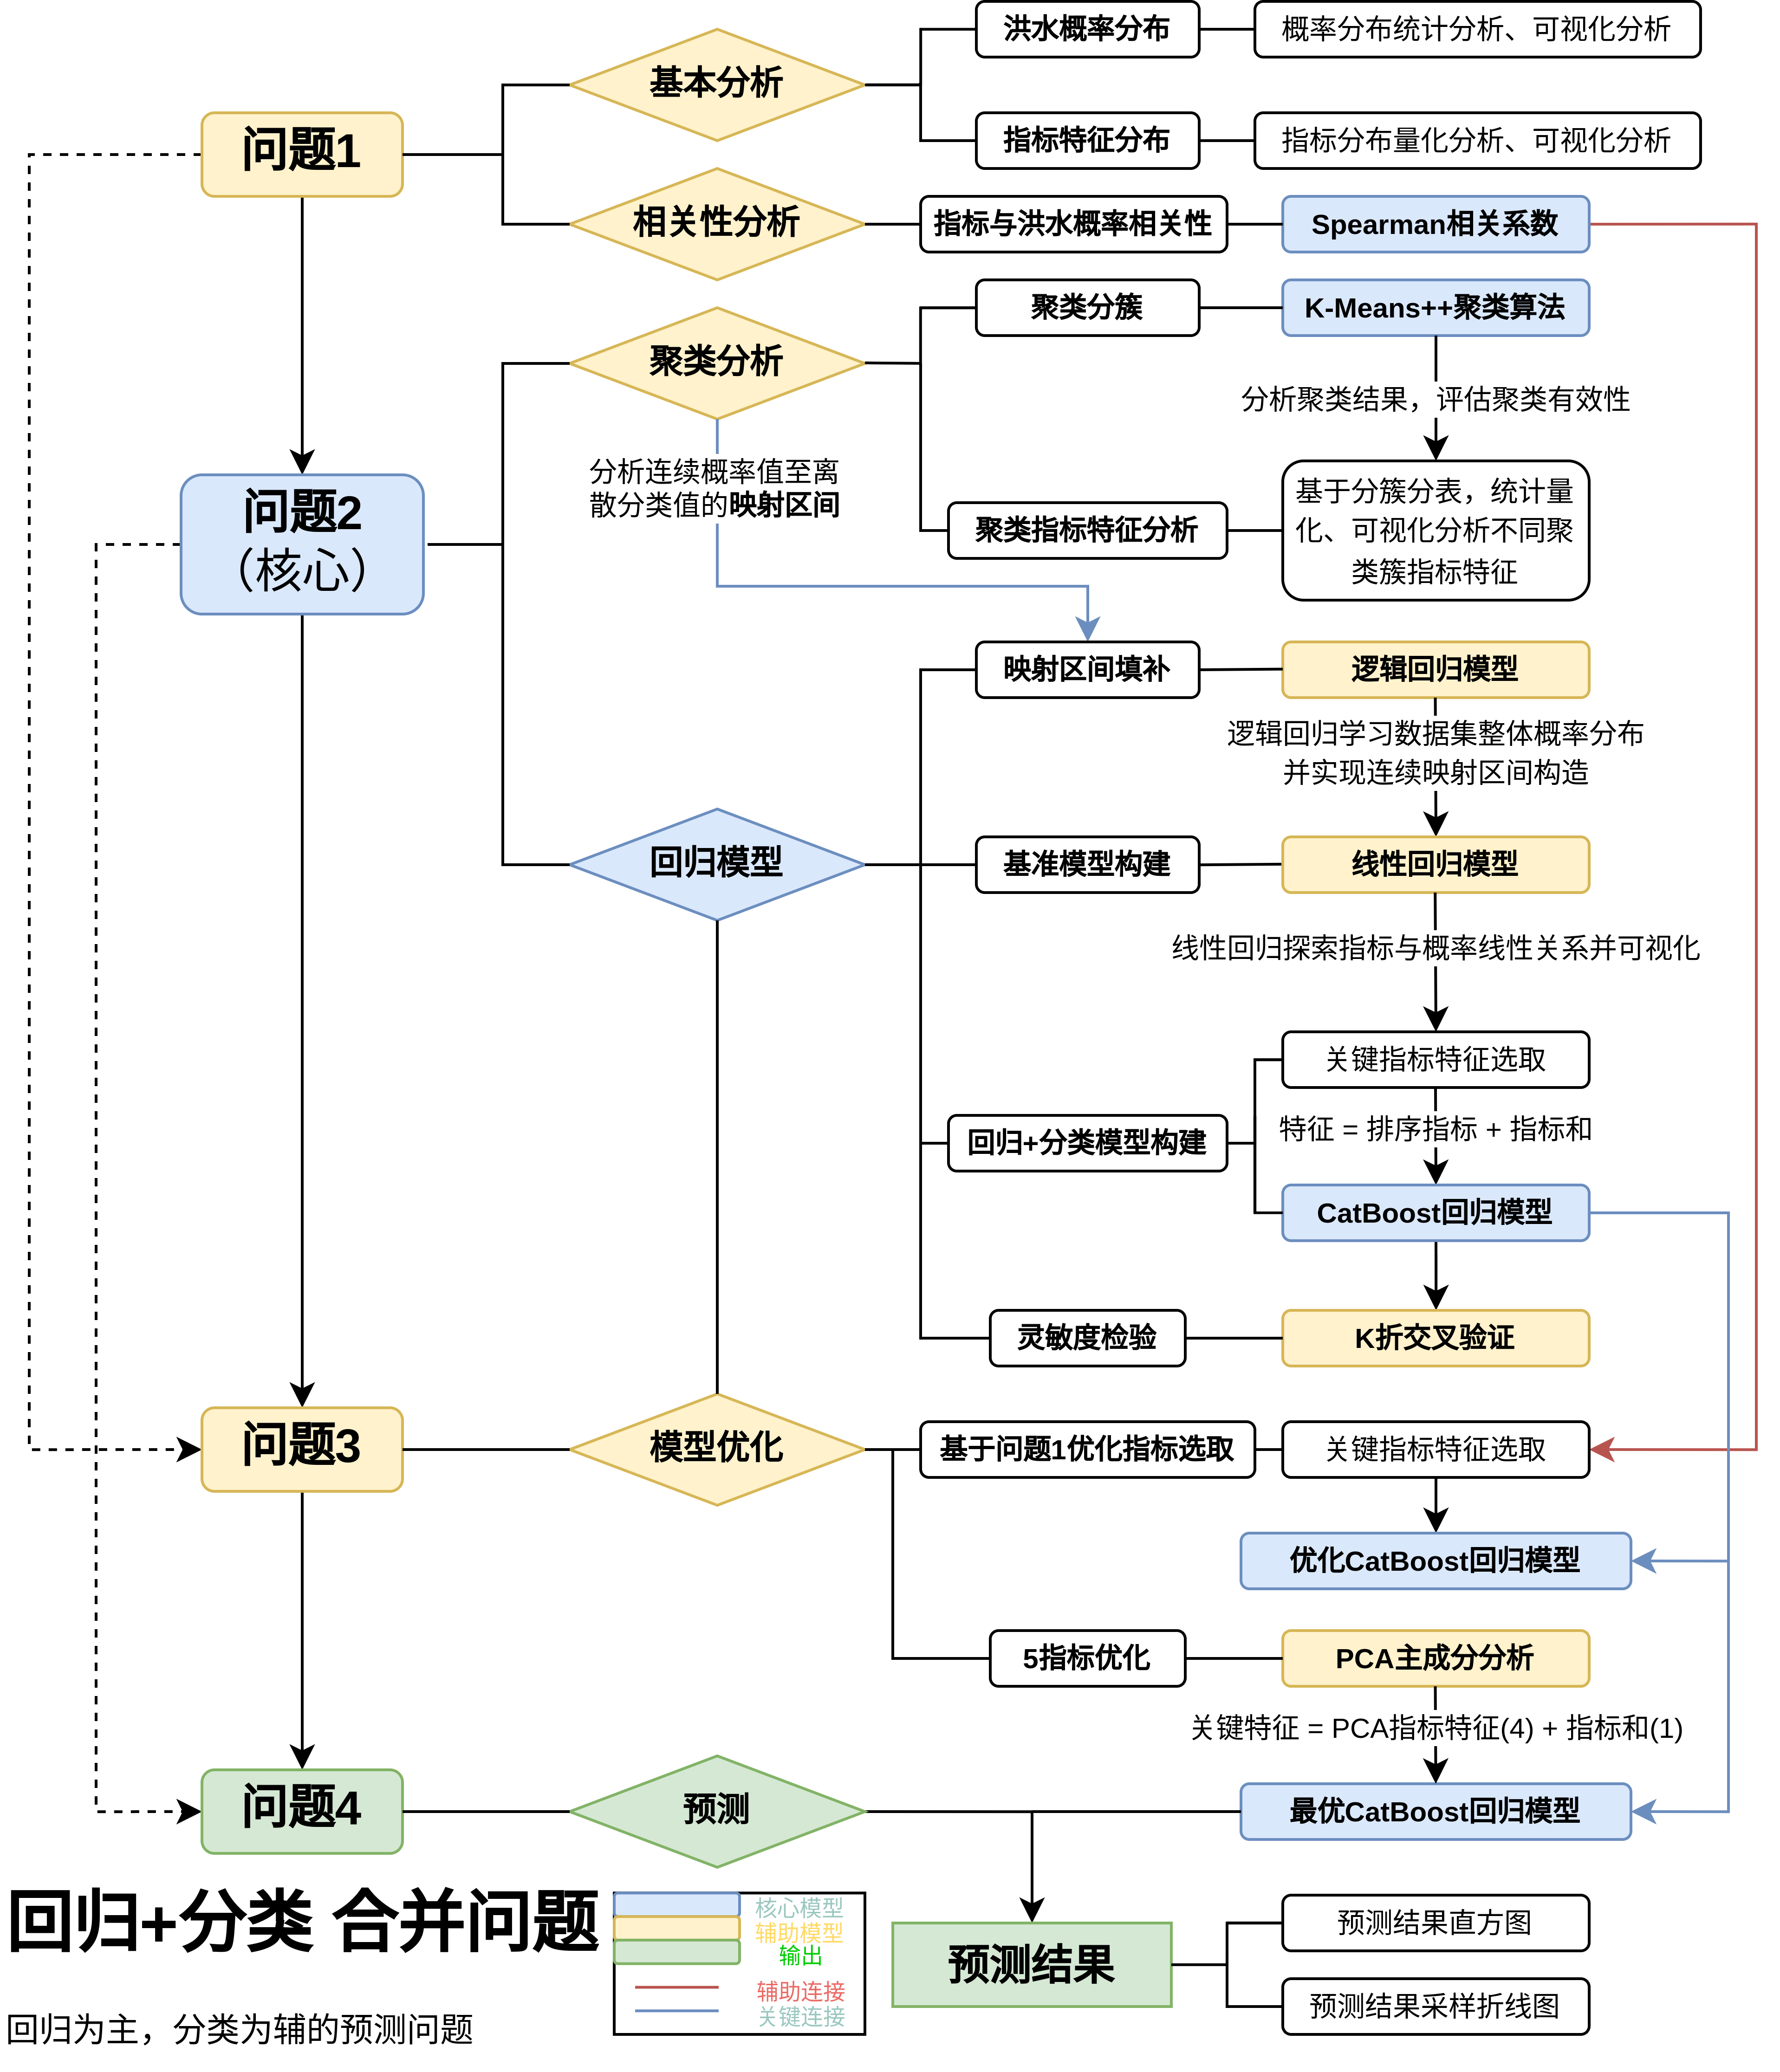 洪水概率分布
概率分布统计分析、可视化分析
基本分析
问题1
指标特征分布
指标分布量化分析、可视化分析
相关性分析
指标与洪水概率相关性
Spearman相关系数
聚类分簇
K-Means++聚类算法
聚类分析
分析聚类结果，评估聚类有效性
分析连续概率值至离
散分类值的映射区间
问题2
（核心）
聚类指标特征分析
基于分簇分表，统计量
化、可视化分析不同聚
类簇指标特征
映射区间填补
逻辑回归模型
逻辑回归学习数据集整体概率分布
并实现连续映射区间构造
回归模型
基准模型构建
线性回归模型
线性回归探索指标与概率线性关系并可视化
关键指标特征选取
特征 = 排序指标 + 指标和
回归+分类模型构建
CatBoost回归模型
灵敏度检验
K折交叉验证
问题3
模型优化
基于问题1优化指标选取
关键指标特征选取
优化CatBoost回归模型
5指标优化
PCA主成分分析
关键特征 = PCA指标特征(4) + 指标和(1)
问题4
预测
最优CatBoost回归模型
回归+分类 合并问题
核心模型
辅助模型
输出
辅助连接
关键连接
预测结果
预测结果直方图
预测结果采样折线图
回归为主，分类为辅的预测问题